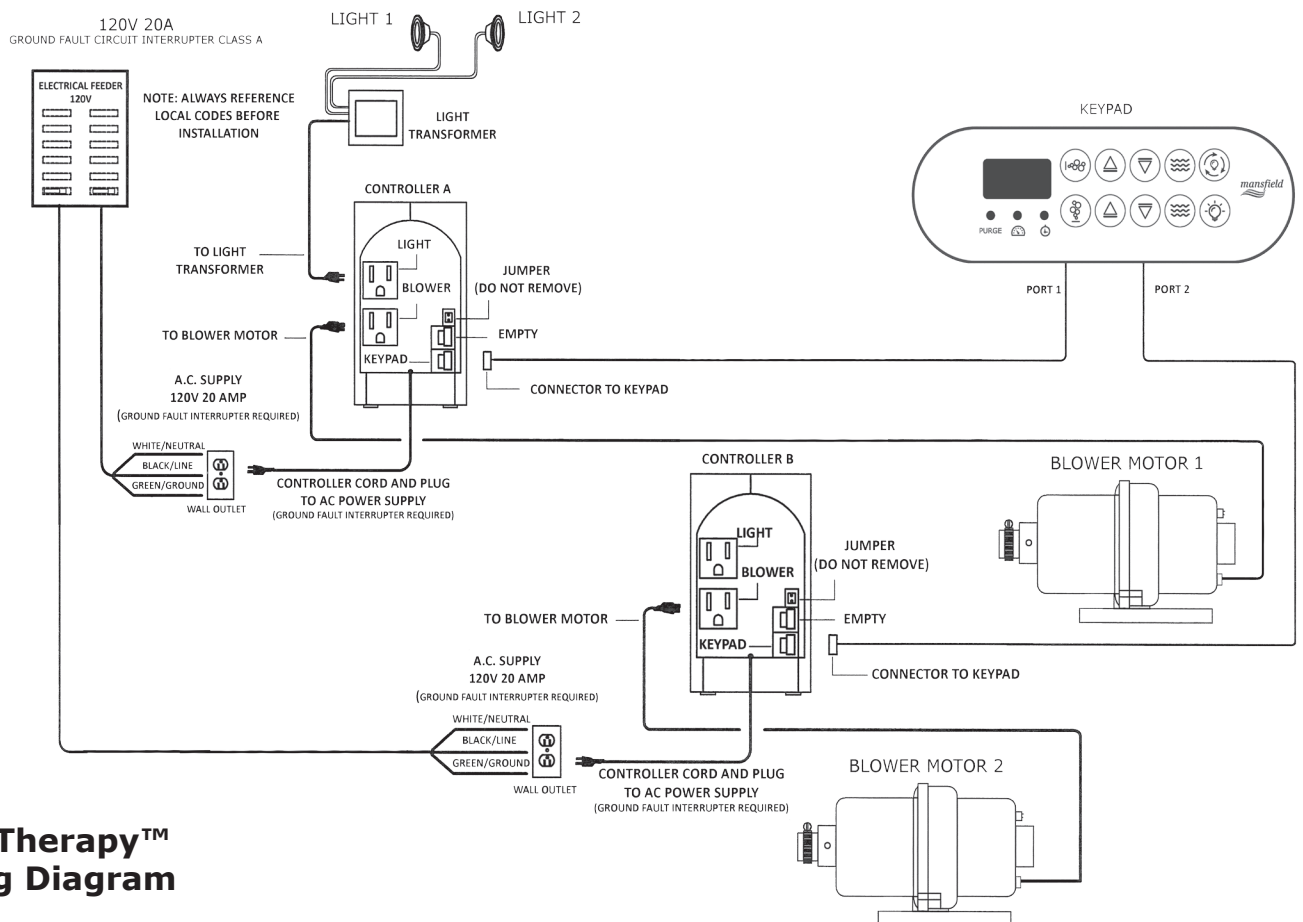 120V 20A
GROUND FAULT CIRCUIT INTERRUPTER CLASS A
ELECTRICAL FEEDER
120V
NOTE: ALWAYS REFERENCE
LOCAL CODES BEFORE
INSTALLATION
LIGHT 1
LIGHT 2
LIGHT
TRANSFORMER
KEYPAD
mansfield
PURGE
PORT 1
PORT 2
CONTROLLER A
TO LIGHT
TRANSFORMER
LIGHT
BLOWER
JUMPER
(DO NOT REMOVE)
TO BLOWER MOTOR
EMPTY
KEYPAD
CONNECTOR TO KEYPAD
A.C. SUPPLY
120V 20 AMP
(GROUND FAULT INTERRUPTER REQUIRED)
WHITE/NEUTRAL
BLACK/LINE
GREEN/GROUND
WALL OUTLET
CONTROLLER CORD AND PLUG
TO AC POWER SUPPLY
(GROUND FAULT INTERRUPTER REQUIRED)
CONTROLLER B
BLOWER MOTOR 1
LIGHT
BLOWER
JUMPER
(DO NOT REMOVE)
TO BLOWER MOTOR
EMPTY
KEYPAD
CONNECTOR TO KEYPAD
A.C. SUPPLY
120V 20 AMP
(GROUND FAULT INTERRUPTER REQUIRED)
WHITE/NEUTRAL
BLACK/LINE
GREEN/GROUND
WALL OUTLET
CONTROLLER CORD AND PLUG
TO AC POWER SUPPLY
(GROUND FAULT INTERRUPTER REQUIRED)
BLOWER MOTOR 2
Therapy™
g Diagram